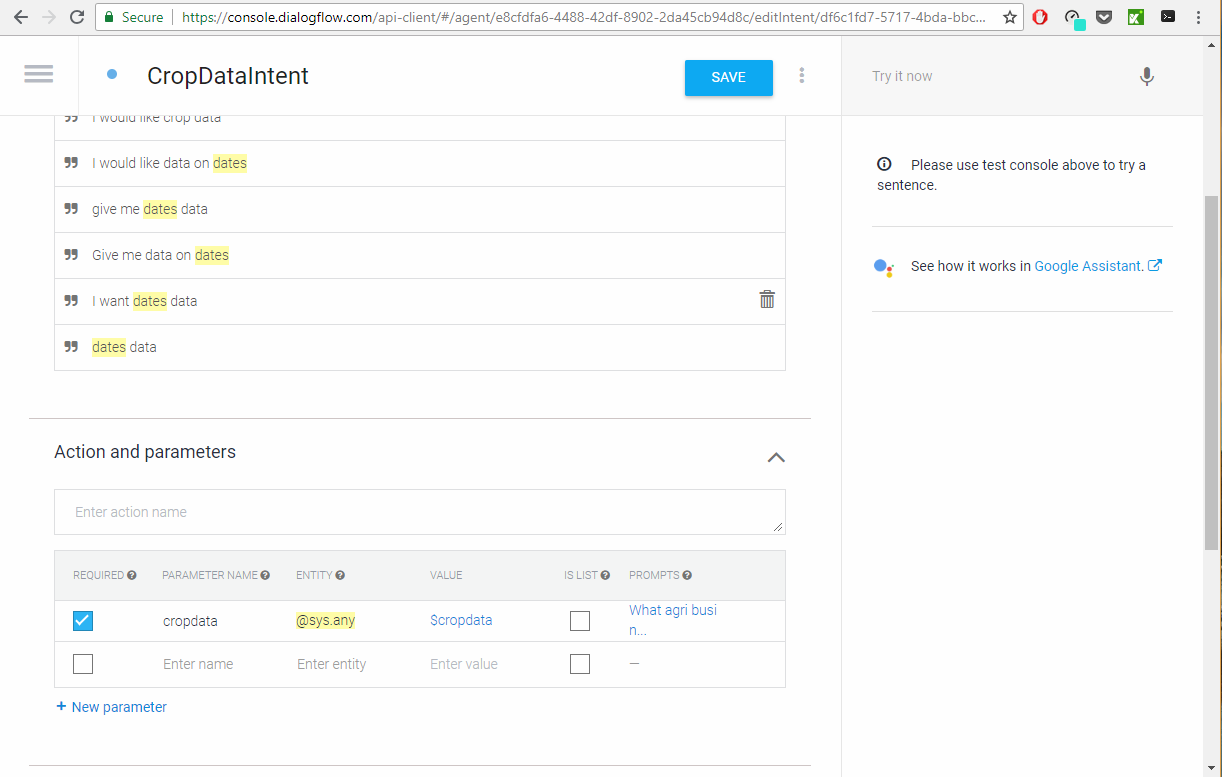 Secure
https://console.dialogflow.com/api-client/#/agent/e8cfdfa6-4488-42df-8902-2da45cb94d8c/editIntent/df6c1fd7-5717-4bda-bbc...
CropDataIntent
SAVE
Try it now
I would like crop data
I would like data on dates
give me dates data
Give me data on dates
I want dates data
dates data
Please use test console above to try a
sentence.
See how it works in Google Assistant.
Action and parameters
Enter action name
REQUIRED PARAMETER NAME ENTITY VALUE IS LIST PROMPTS
cropdata @sys.any $cropdata What agri busi
n...
Enter name Enter entity Enter value —
+ New parameter